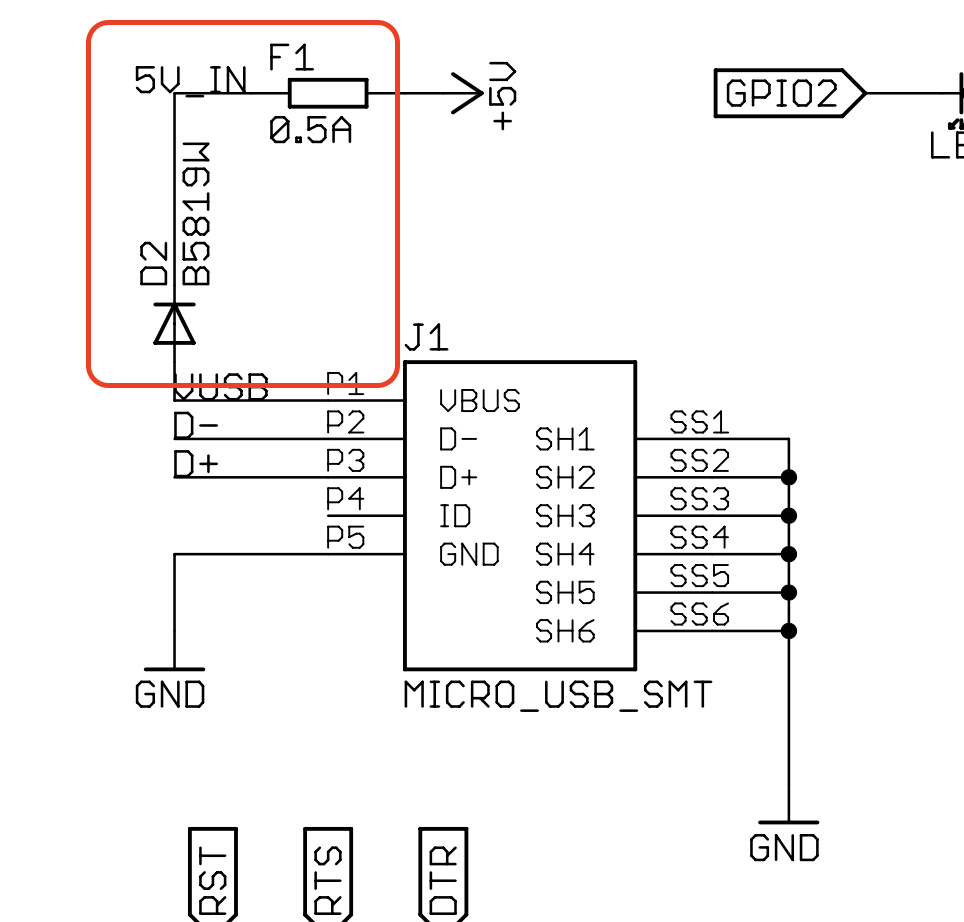 F1
5V_IN
+5V
0.5A
GPIO2
D2
B5819W
J1
VUSB P1 VBUS
D- P2 D- SH1 SS1
D+ P3 D+ SH2 SS2
P4 ID SH3 SS3
P5 GND SH4 SS4
SH5 SS5
SH6 SS6
GND
MICRO_USB_SMT
GND
RST
RTS
DTR